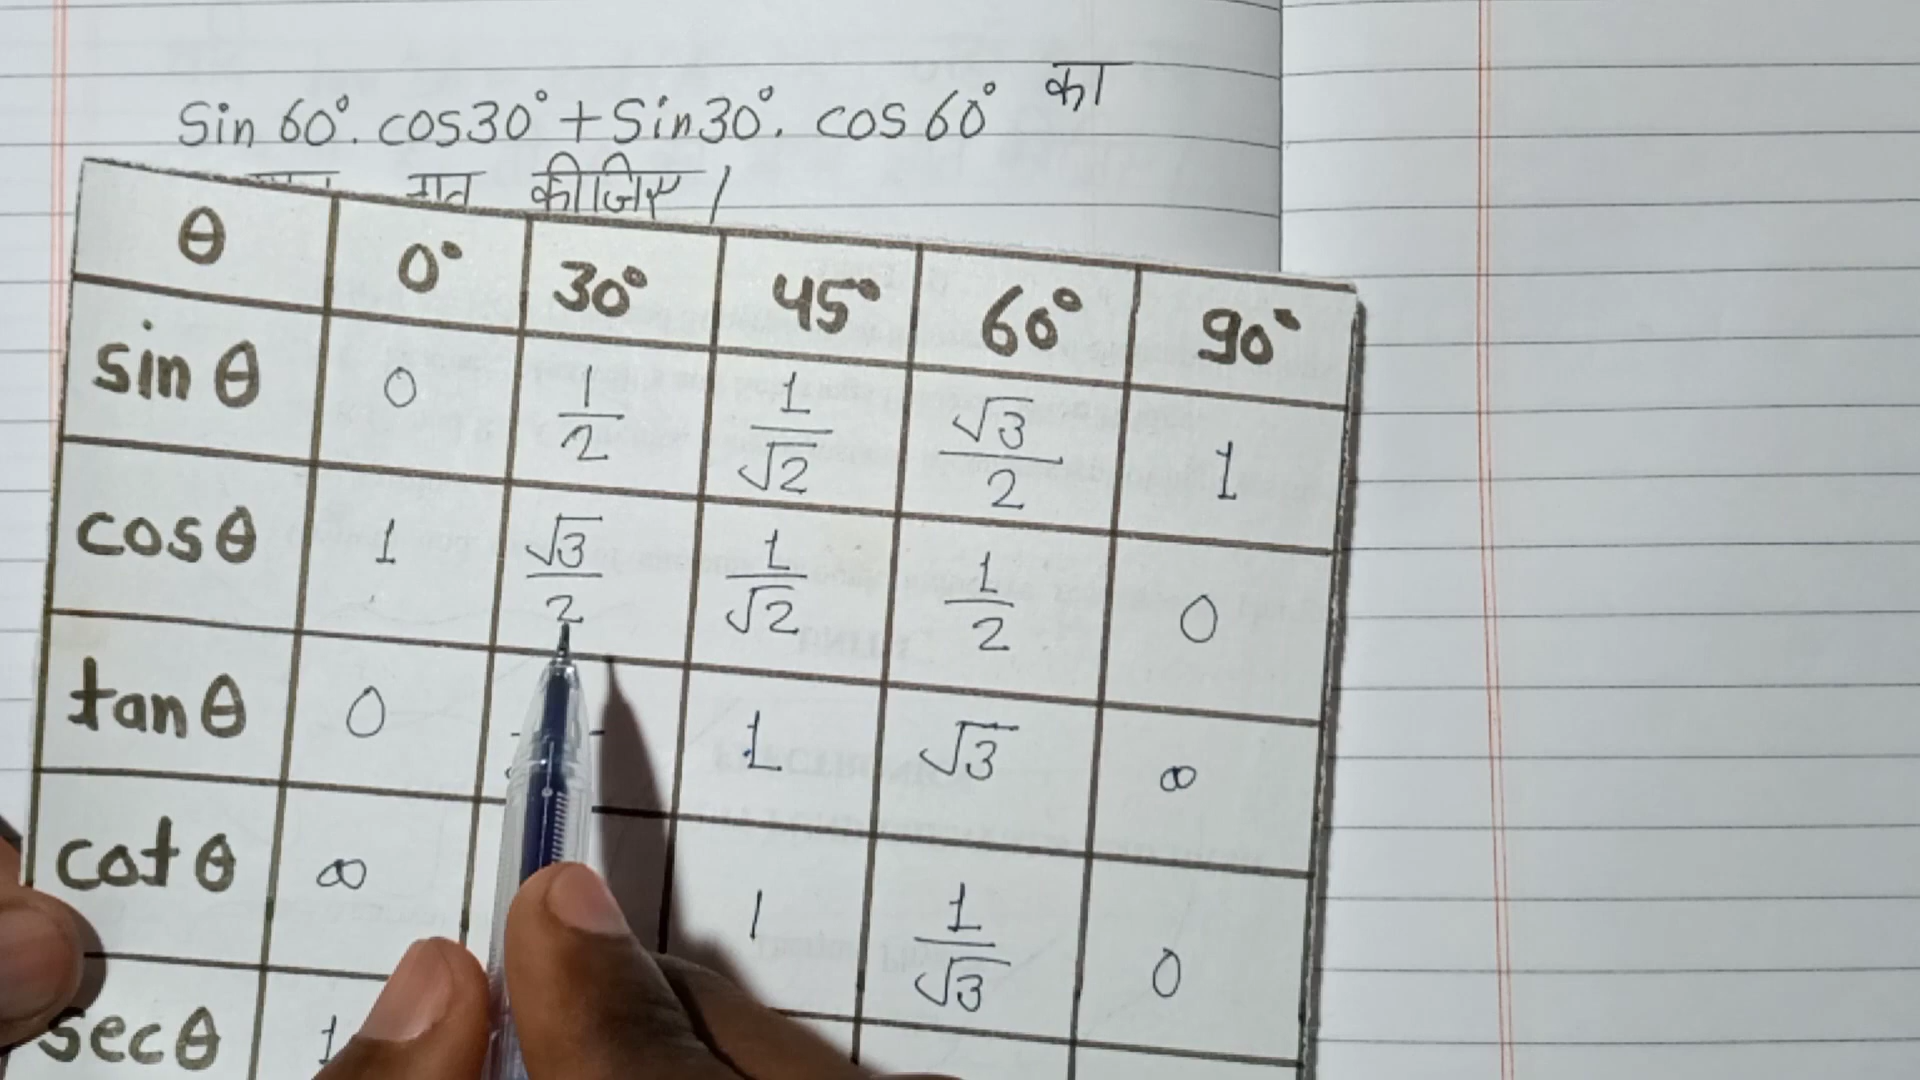 Sin 60°. cos30° + Sin30°. cos 60° का
कीजिए।
θ 0° 30° 45° 60° 90°
sin θ 0 1/2 1/√2 √3/2 1
cos θ 1 √3/2 1/√2 1/2 0
tan θ 0 1 √3 ∞
cot θ ∞ 1 1/√3 0
sec θ 1